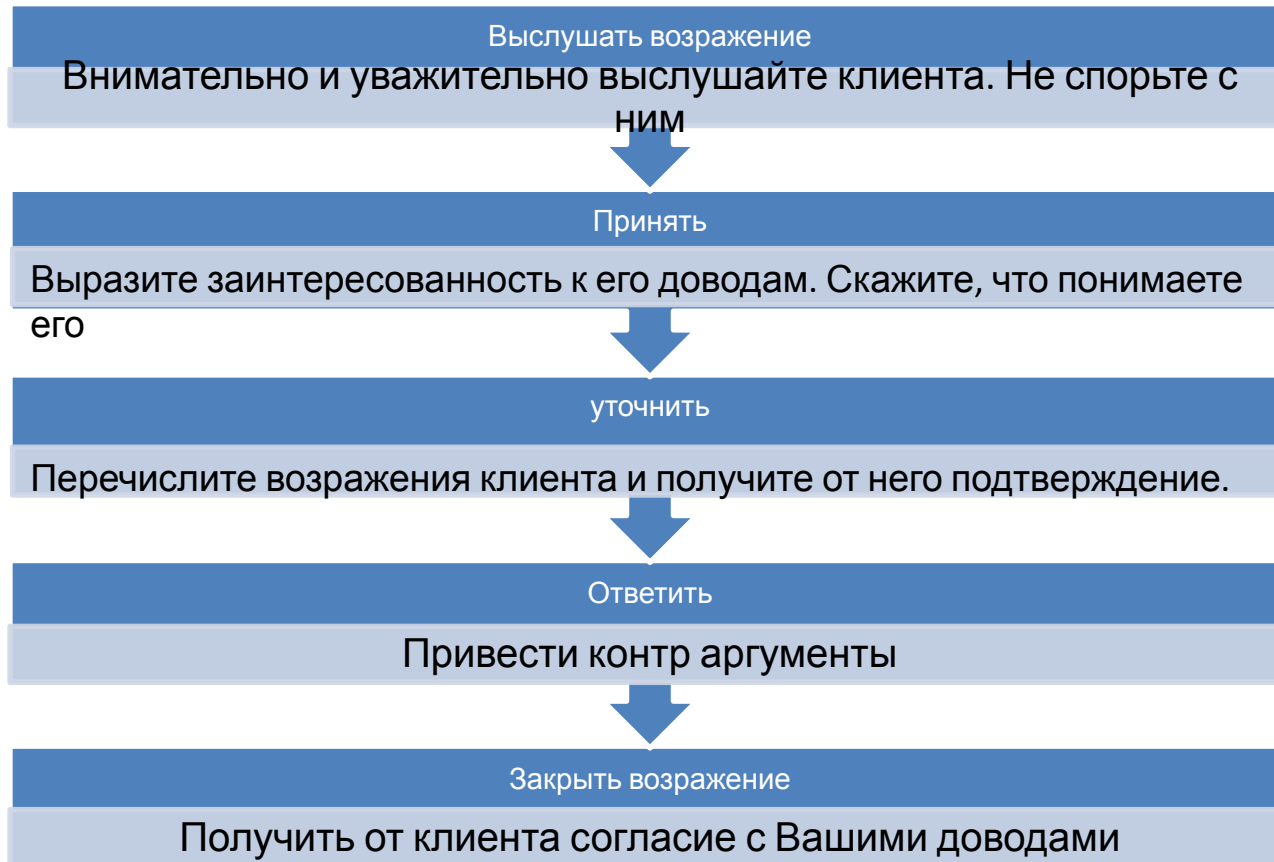 Выслушать возражение
Внимательно и уважительно выслушайте клиента. Не спорьте с
ним
Принять
Выразите заинтересованность к его доводам. Скажите, что понимаете
его
уточнить
Перечислите возражения клиента и получите от него подтверждение.
Ответить
Привести контр аргументы
Закрыть возражение
Получить от клиента согласие с Вашими доводами